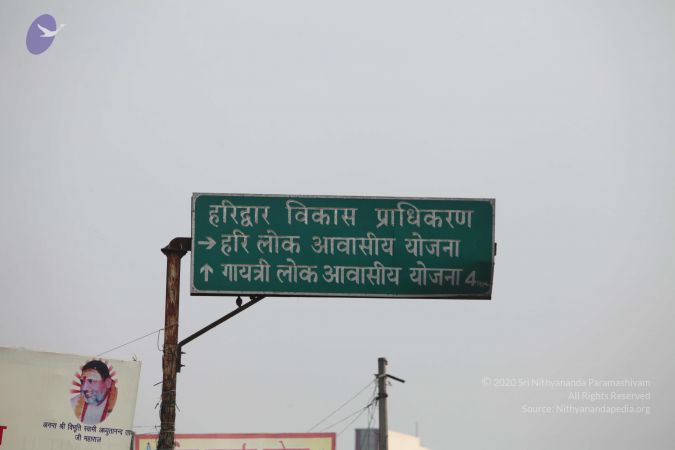 हरिद्वार विकास प्राधिकरण
→ हरि लोक आवासीय योजना
↑ गायत्री लोक आवासीय योजना 4
© 2020 Sri Nithyananda Paramashivam
All Rights Reserved
Source: Nithyanandapedia.org
श्री विभूति स्वामी
जी महाराज